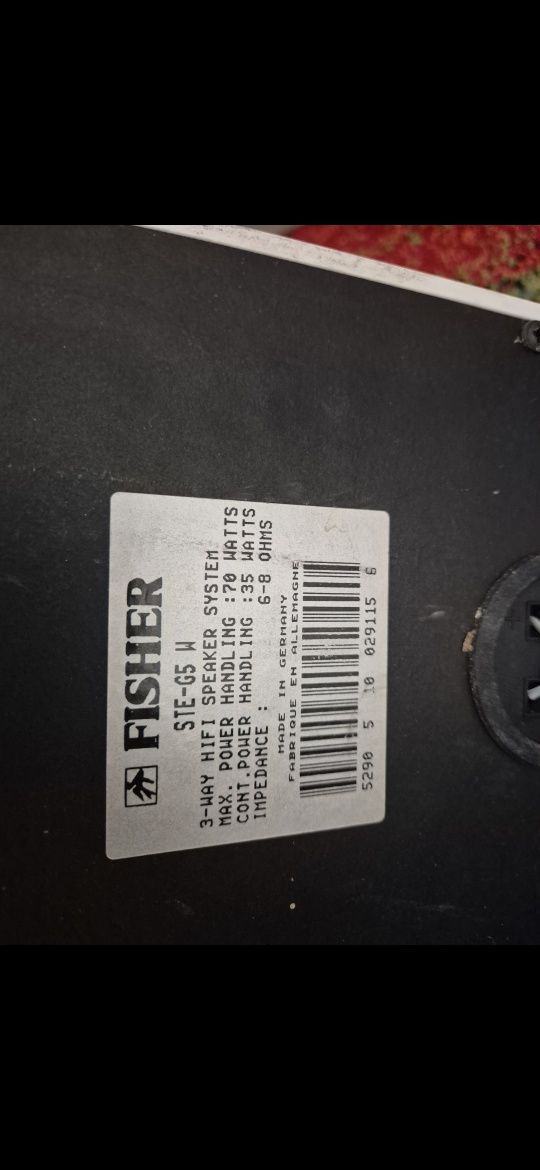 FISHER
STE-G5 W
3-WAY HIFI SPEAKER SYSTEM
MAX. POWER HANDLING :70 WATTS
CONT.POWER HANDLING :35 WATTS
IMPEDANCE : 6-8 OHMS
MADE IN GERMANY
FABRIQUE EN ALLEMAGNE
5290 5 10 029115 6
+